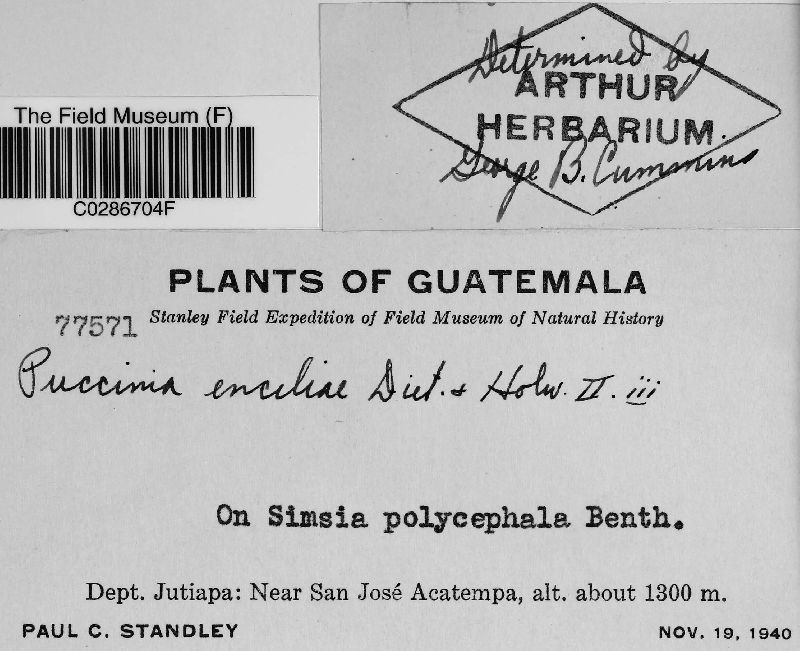 Determined by
ARTHUR
HERBARIUM.
George B. Cummins
The Field Museum (F)
C0286704F
PLANTS OF GUATEMALA
77571 Stanley Field Expedition of Field Museum of Natural History
Puccinia enceliae Diet. & Holw. II. iii
On Simsia polycephala Benth.
Dept. Jutiapa: Near San José Acatempa, alt. about 1300 m.
PAUL C. STANDLEY NOV. 19, 1940